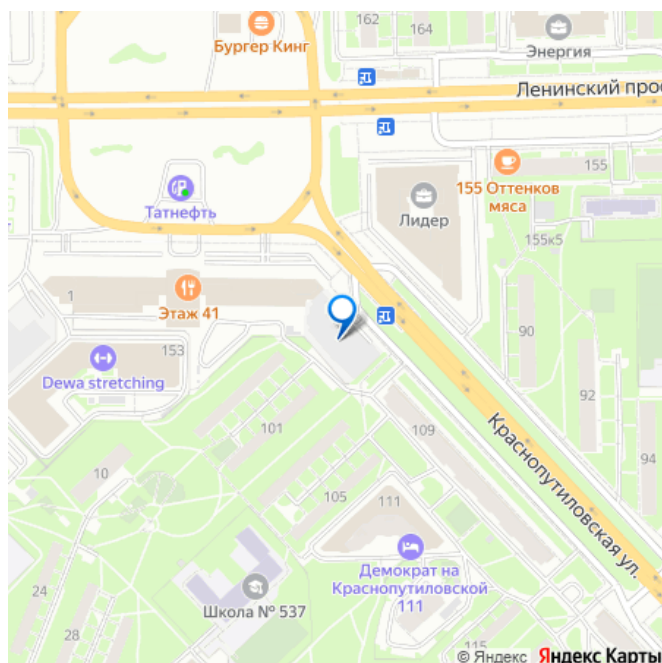 162
164
Энергия
Бургер Кинг
Ленинский прос
155
155 Оттенков
мяса
Татнефть
Лидер
155к5
1
Этаж 41
90
153
Dewa stretching
92
101
109
Краснопутиловская ул.
94
10
105
111
Демократ на
Краснопутиловской
111
24
Школа № 537
28
115
© Яндекс Яндекс Карты